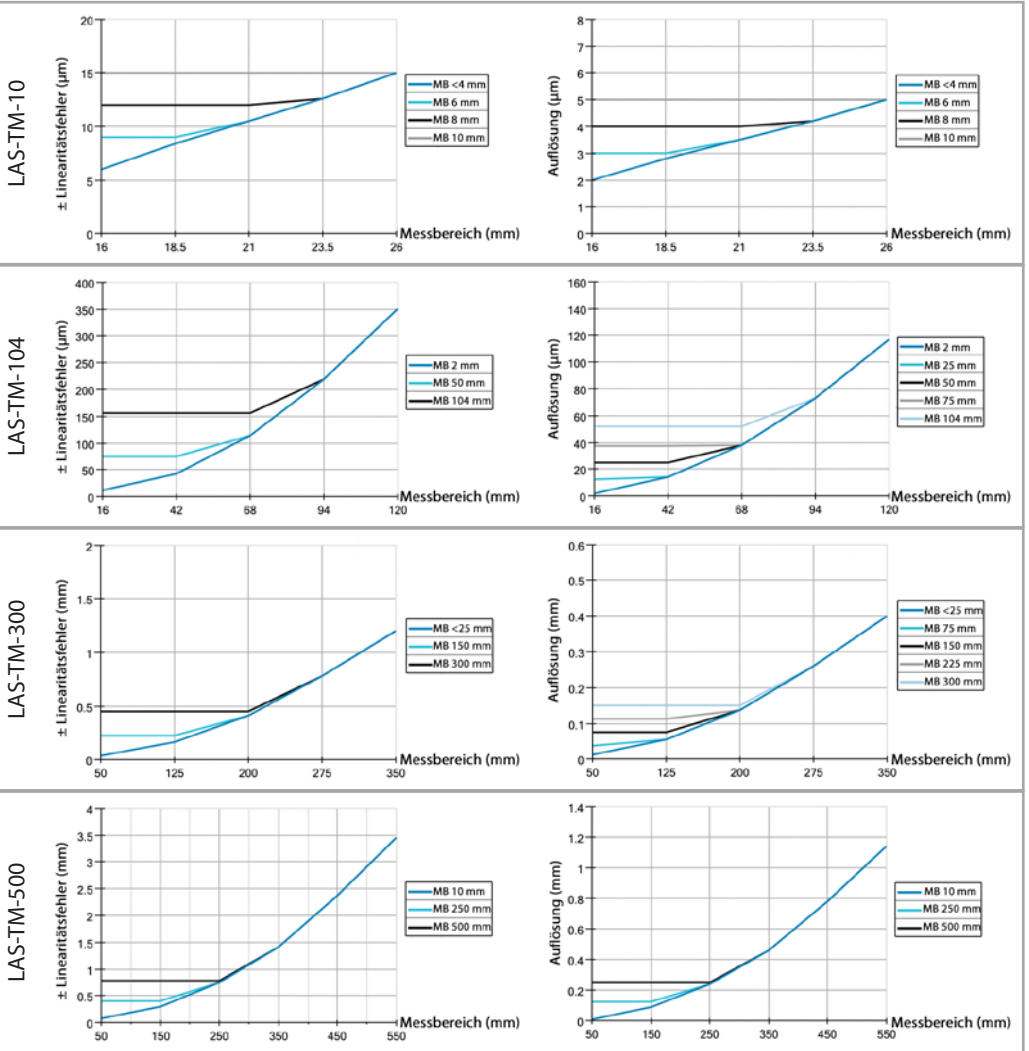 LAS-TM-10
± Linearitätsfehler (µm)
20
15
10
5
0
16 18.5 21 23.5 26
Messbereich (mm)
MB <4 mm
MB 6 mm
MB 8 mm
MB 10 mm
Auflösung (µm)
8
7
6
5
4
3
2
1
0
16 18.5 21 23.5 26
Messbereich (mm)
MB <4 mm
MB 6 mm
MB 8 mm
MB 10 mm
LAS-TM-104
± Linearitätsfehler (µm)
400
350
300
250
200
150
100
50
0
16 42 68 94 120
Messbereich (mm)
MB 2 mm
MB 50 mm
MB 104 mm
Auflösung (µm)
160
140
120
100
80
60
40
20
0
16 42 68 94 120
Messbereich (mm)
MB 2 mm
MB 25 mm
MB 50 mm
MB 75 mm
MB 104 mm
LAS-TM-300
± Linearitätsfehler (mm)
2
1.5
1
0.5
0
50 125 200 275 350
Messbereich (mm)
MB <25 mm
MB 150 mm
MB 300 mm
Auflösung (mm)
0.6
0.5
0.4
0.3
0.2
0.1
0
50 125 200 275 350
Messbereich (mm)
MB <25 mm
MB 75 mm
MB 150 mm
MB 225 mm
MB 300 mm
LAS-TM-500
± Linearitätsfehler (mm)
4
3.5
3
2.5
2
1.5
1
0.5
0
50 150 250 350 450 550
Messbereich (mm)
MB 10 mm
MB 250 mm
MB 500 mm
Auflösung (mm)
1.4
1.2
1
0.8
0.6
0.4
0.2
0
50 150 250 350 450 550
Messbereich (mm)
MB 10 mm
MB 250 mm
MB 500 mm